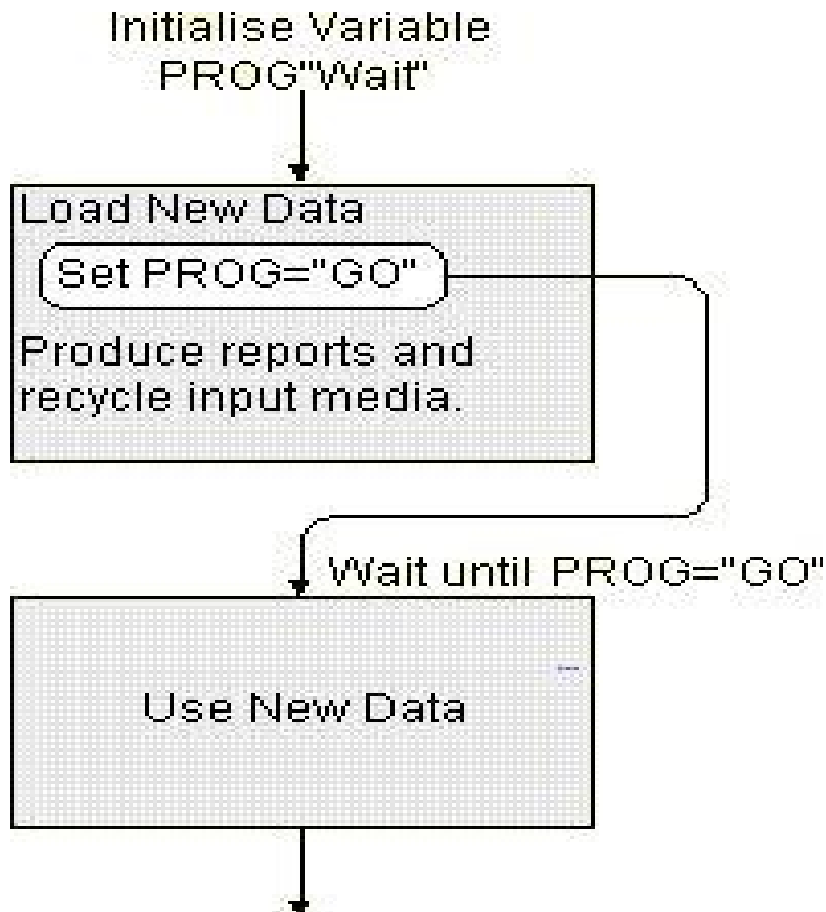 Initialise Variable
PROG"Wait"
Load New Data
Set PROG="GO"
Produce reports and
recycle input media.
Wait until PROG="GO"
Use New Data